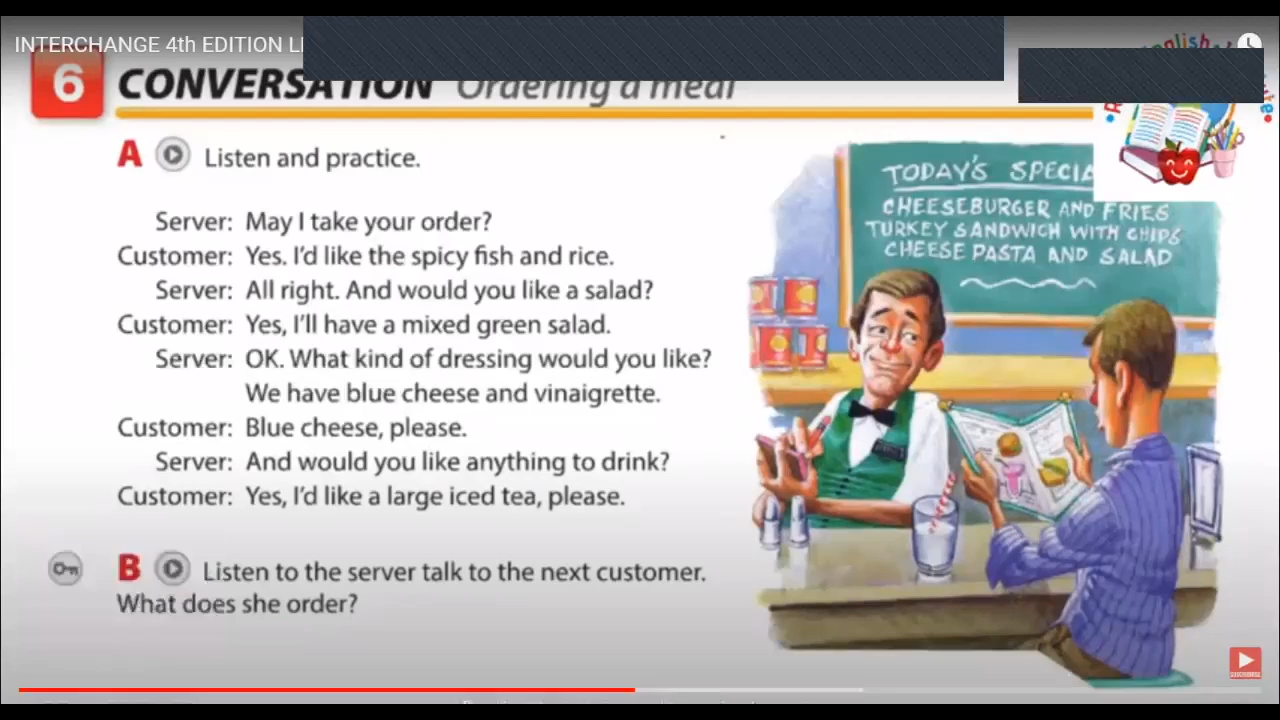 INTERCHANGE 4th EDITION
6 CONVERSATION Ordering a meal
A Listen and practice.
Server: May I take your order?
Customer: Yes. I'd like the spicy fish and rice.
Server: All right. And would you like a salad?
Customer: Yes, I'll have a mixed green salad.
Server: OK. What kind of dressing would you like?
We have blue cheese and vinaigrette.
Customer: Blue cheese, please.
Server: And would you like anything to drink?
Customer: Yes, I'd like a large iced tea, please.
B Listen to the server talk to the next customer.
What does she order?
TODAY'S
CHEESEBURGER AND FRIES
TURKEY SANDWICH WITH CHIPS
CHEESE PASTA AND SALAD
SUBSCRIBE